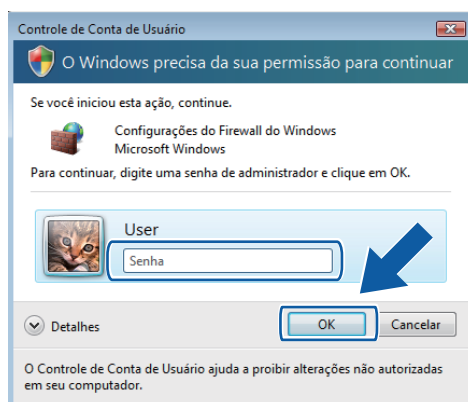 Controle de Conta de Usuário
O Windows precisa da sua permissão para continuar
Se você iniciou esta ação, continue.
Configurações do Firewall do Windows
Microsoft Windows
Para continuar, digite uma senha de administrador e clique em OK.
User
Senha
Detalhes
OK
Cancelar
O Controle de Conta de Usuário ajuda a proibir alterações não autorizadas
em seu computador.